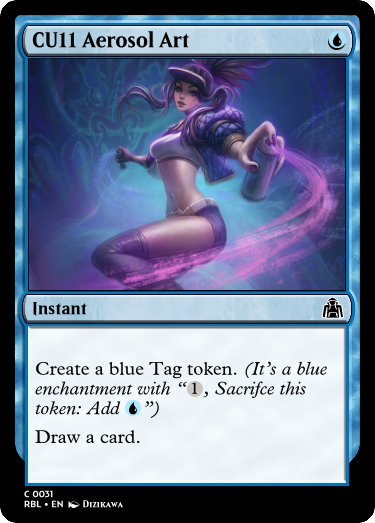 CU11 Aerosol Art
Instant
Create a blue Tag token. (It's a blue
enchantment with “1, Sacrifce this
token: Add ”)
Draw a card.
C 0031
RBL • EN Dizikawa